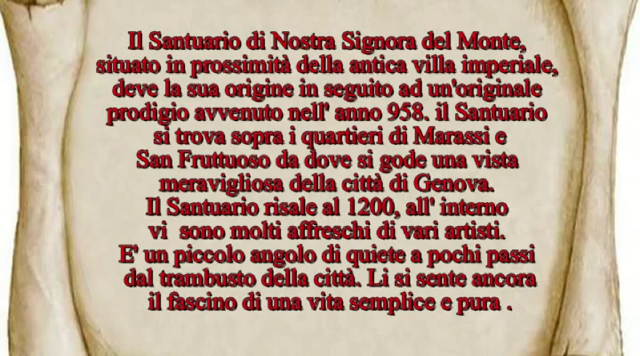 Il Santuario di Nostra Signora del Monte,
situato in prossimità della antica villa imperiale,
deve la sua origine in seguito ad un'originale
prodigio avvenuto nell' anno 958. il Santuario
si trova sopra i quartieri di Marassi e
San Fruttuoso da dove si gode una vista
meravigliosa della città di Genova.
Il Santuario risale al 1200, all' interno
vi sono molti affreschi di vari artisti.
E' un piccolo angolo di quiete a pochi passi
dal trambusto della città. Li si sente ancora
il fascino di una vita semplice e pura .